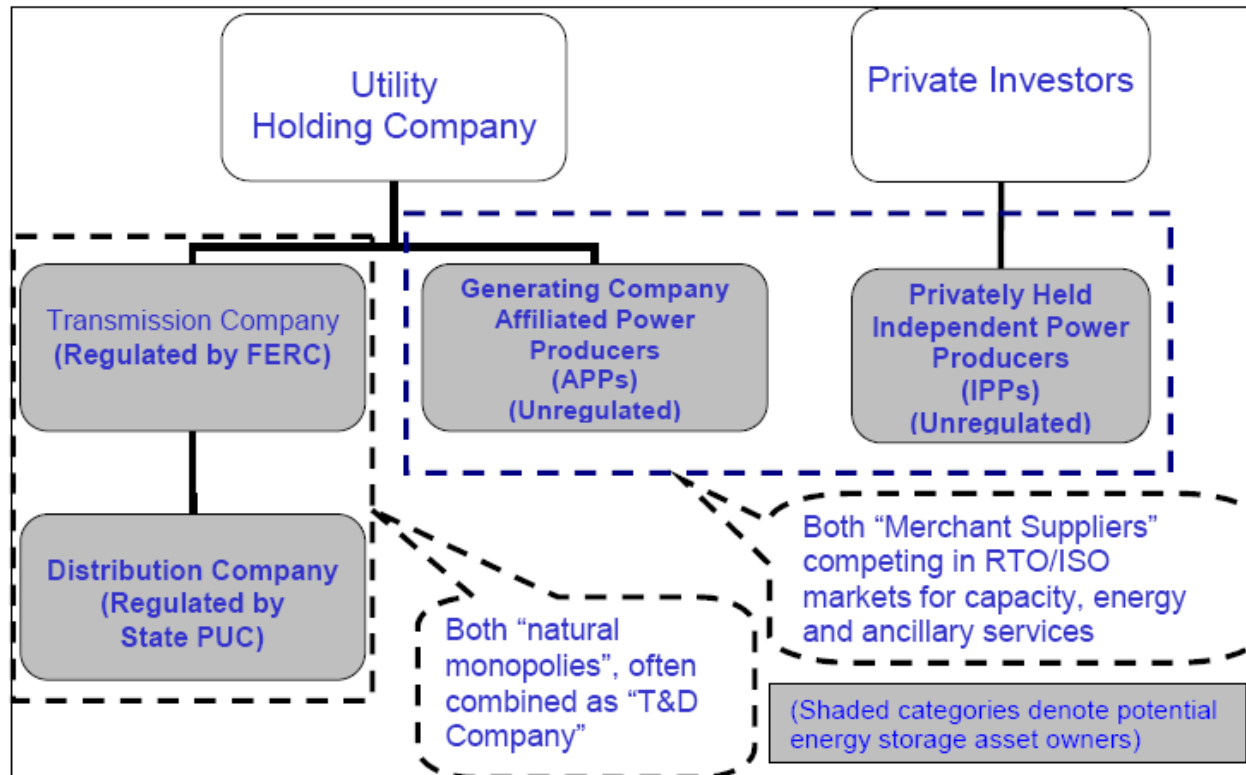 Utility
Holding Company
Private Investors
Transmission Company
(Regulated by FERC)
Generating Company
Affiliated Power
Producers
(APPs)
(Unregulated)
Privately Held
Independent Power
Producers
(IPPs)
(Unregulated)
Distribution Company
(Regulated by
State PUC)
Both “natural
monopolies”, often
combined as “T&D
Company”
Both “Merchant Suppliers”
competing in RTO/ISO
markets for capacity, energy
and ancillary services
(Shaded categories denote potential
energy storage asset owners)